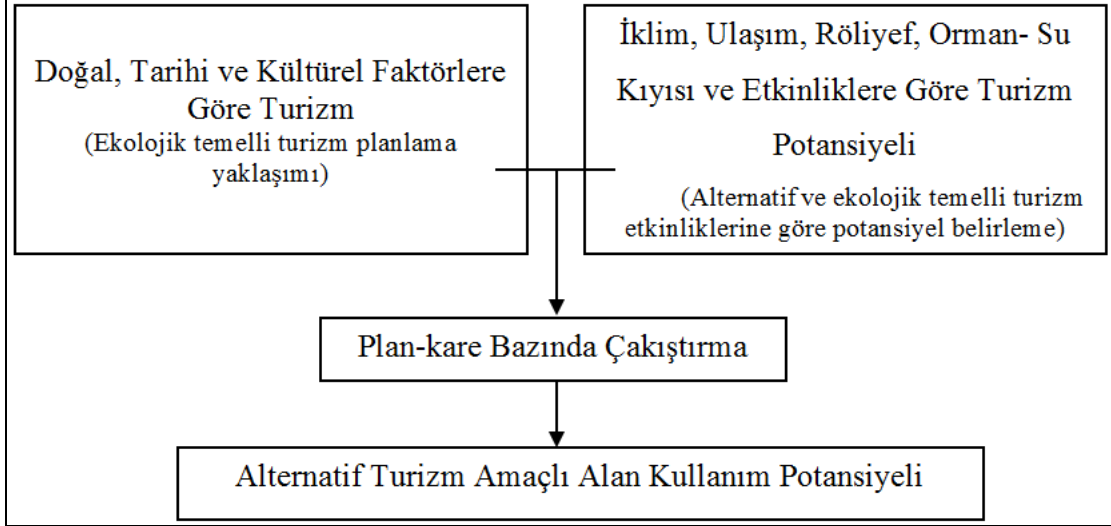 Doğal, Tarihi ve Kültürel Faktörlere
Göre Turizm
(Ekolojik temelli turizm planlama
yaklaşımı)
İklim, Ulaşım, Röliyef, Orman- Su
Kıyısı ve Etkinliklere Göre Turizm
Potansiyeli
(Alternatif ve ekolojik temelli turizm
etkinliklerine göre potansiyel belirleme)
Plan-kare Bazında Çakıştırma
Alternatif Turizm Amaçlı Alan Kullanım Potansiyeli